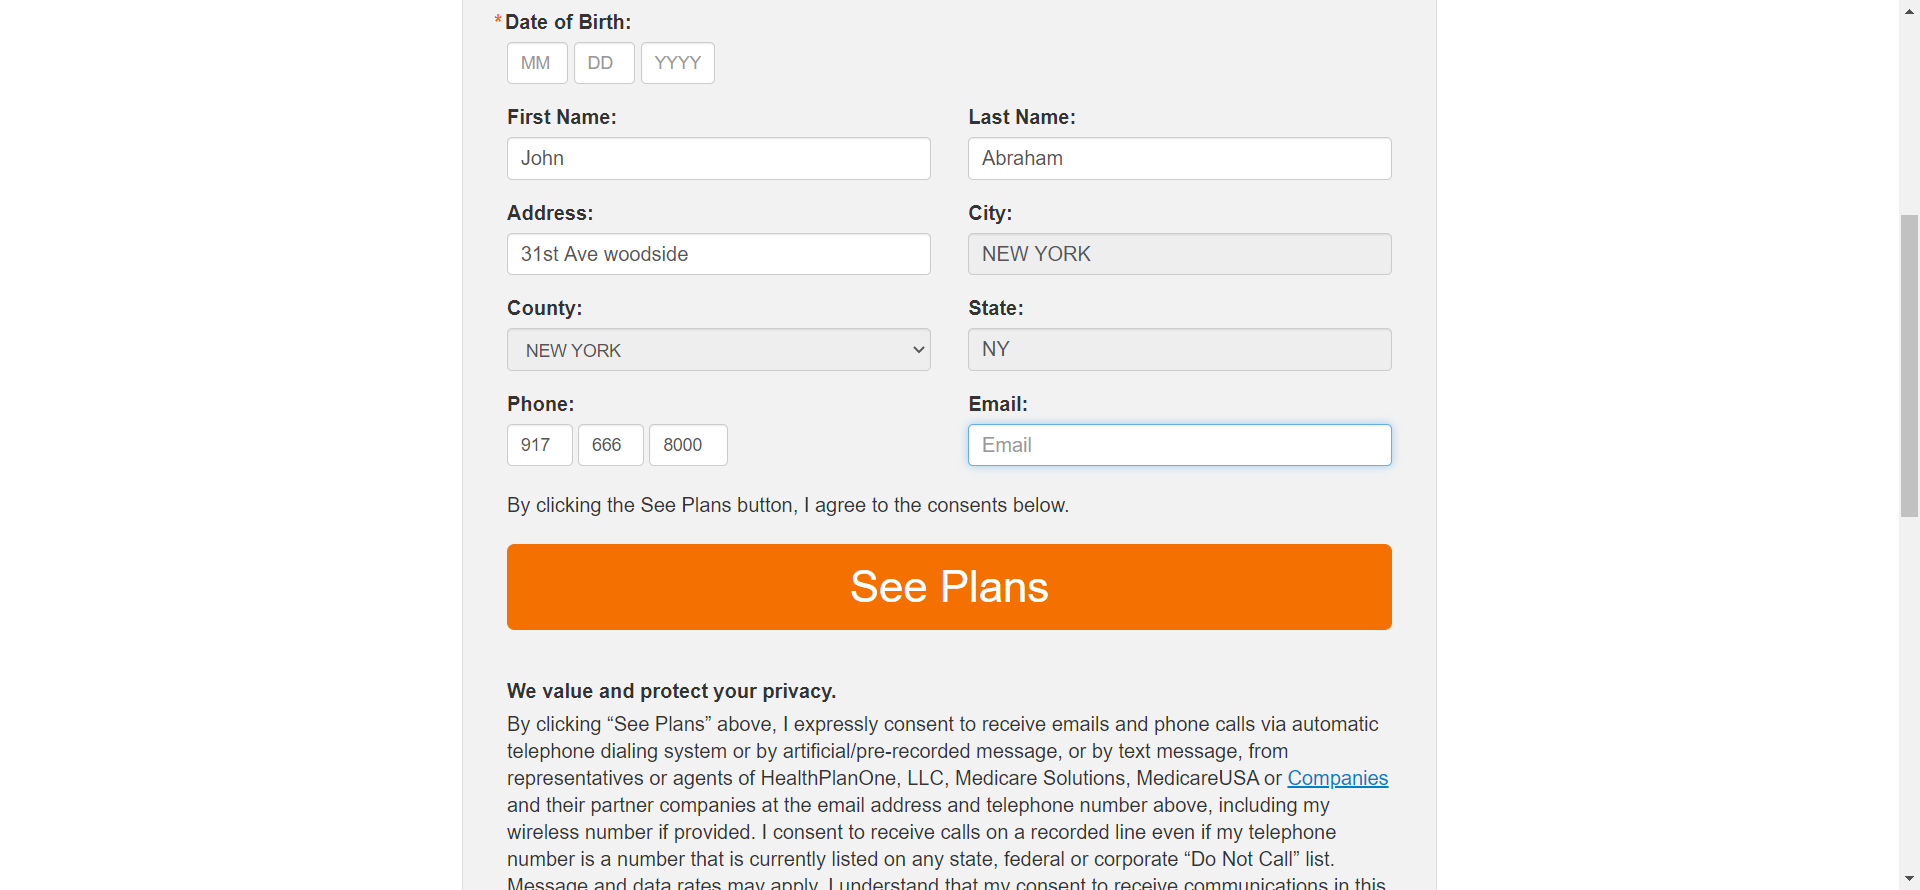 *Date of Birth:
MM DD YYYY
First Name: Last Name:
John Abraham
Address: City:
31st Ave woodside NEW YORK
County: State:
NEW YORK NY
Phone: Email:
917 666 8000 Email
By clicking the See Plans button, I agree to the consents below.
See Plans
We value and protect your privacy.
By clicking “See Plans” above, I expressly consent to receive emails and phone calls via automatic
telephone dialing system or by artificial/pre-recorded message, or by text message, from
representatives or agents of HealthPlanOne, LLC, Medicare Solutions, MedicareUSA or Companies
and their partner companies at the email address and telephone number above, including my
wireless number if provided. I consent to receive calls on a recorded line even if my telephone
number is a number that is currently listed on any state, federal or corporate “Do Not Call” list.
Message and data rates may apply. I understand that my consent to receive communications in this